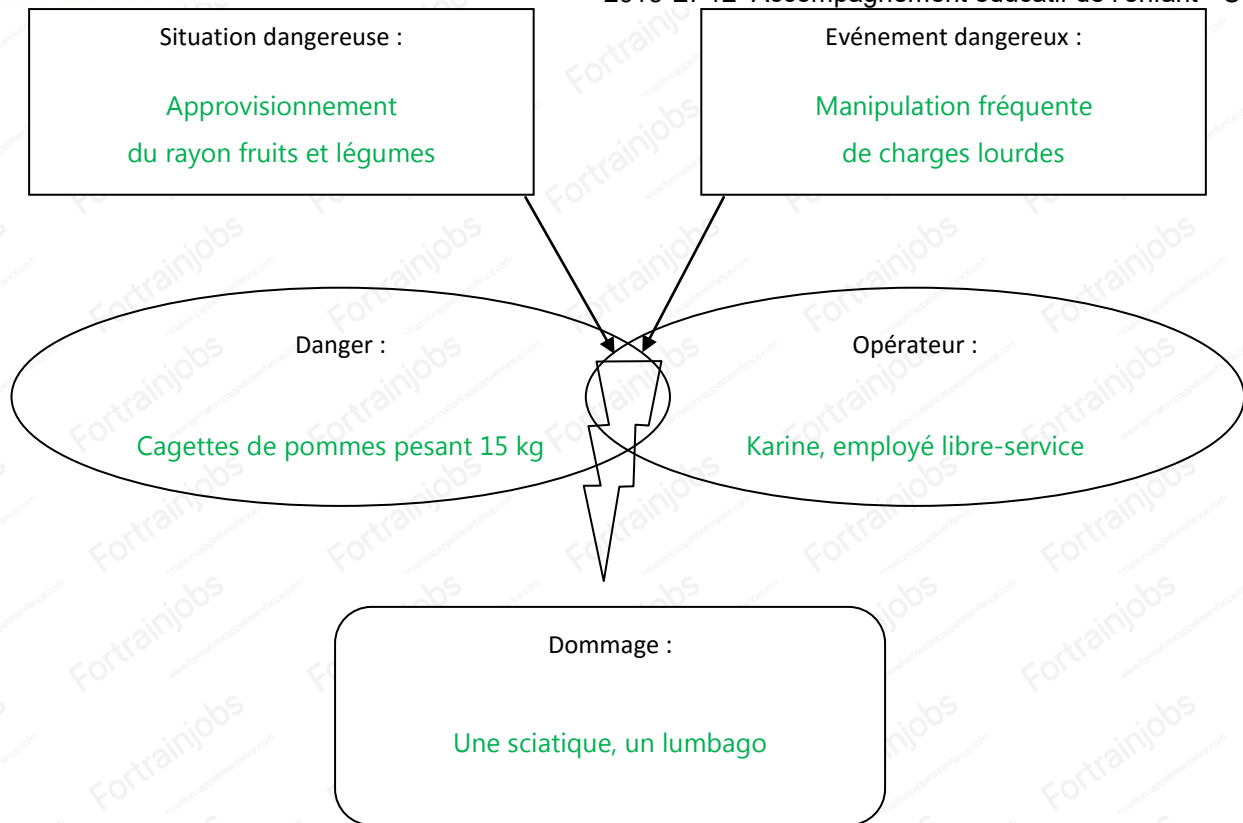 Situation dangereuse :
Approvisionnement
du rayon fruits et légumes
Evénement dangereux :
Manipulation fréquente
de charges lourdes
Danger :
Cagettes de pommes pesant 15 kg
Opérateur :
Karine, employé libre-service
Dommage :
Une sciatique, un lumbago
Fortrainjobs